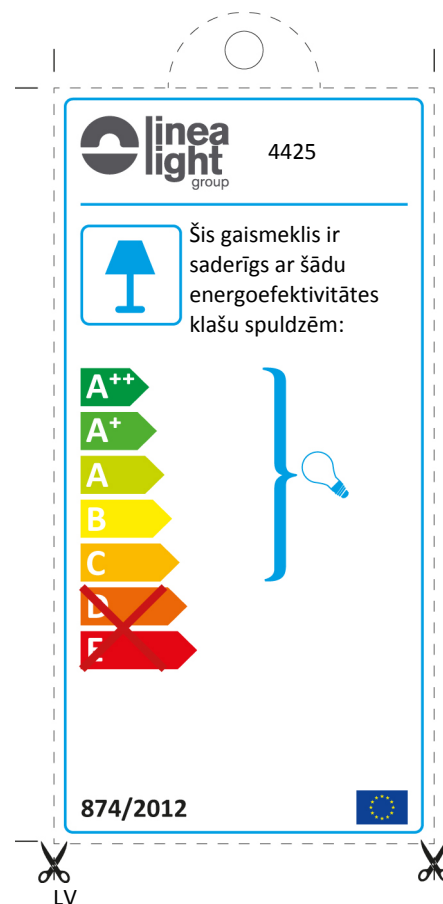 linea
light
group
4425
Šis gaismeklis ir
saderīgs ar šādu
energoefektivitātes
klašu spuldzēm:
A++
A+
A
B
C
D
E
874/2012
LV